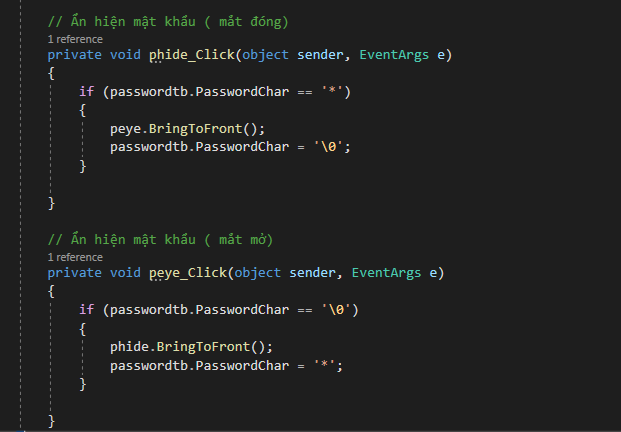 // Ẩn hiện mật khẩu ( mắt đóng)
1 reference
private void phide_Click(object sender, EventArgs e)
{
if (passwordtb.PasswordChar == '*')
{
peye.BringToFront();
passwordtb.PasswordChar = '\0';
}
}
// Ẩn hiện mật khẩu ( mắt mở)
1 reference
private void peye_Click(object sender, EventArgs e)
{
if (passwordtb.PasswordChar == '\0')
{
phide.BringToFront();
passwordtb.PasswordChar = '*';
}
}